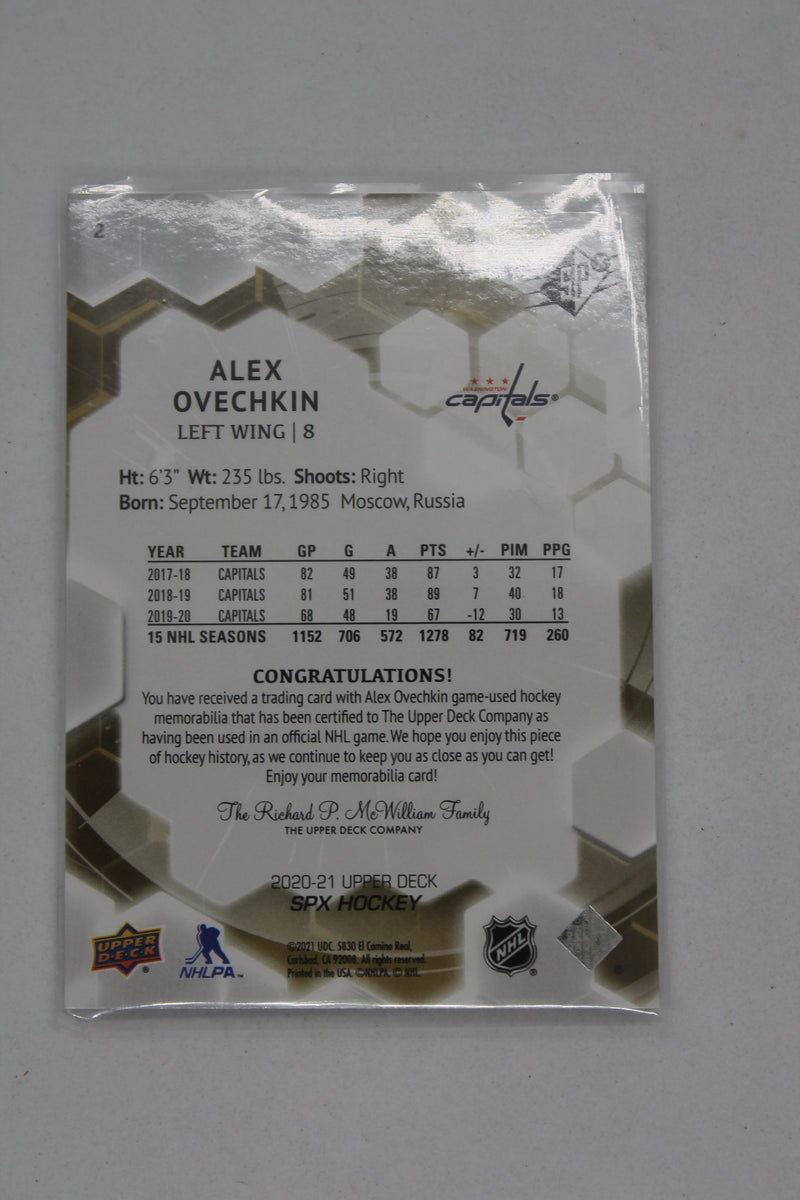 2
SP
ALEX
OVECHKIN
LEFT WING | 8
WASHINGTON
capitals®
Ht: 6'3" Wt: 235 lbs. Shoots: Right
Born: September 17, 1985 Moscow, Russia
YEAR TEAM GP G A PTS +/- PIM PPG
2017-18 CAPITALS 82 49 38 87 3 32 17
2018-19 CAPITALS 81 51 38 89 7 40 18
2019-20 CAPITALS 68 48 19 67 -12 30 13
15 NHL SEASONS 1152 706 572 1278 82 719 260
CONGRATULATIONS!
You have received a trading card with Alex Ovechkin game-used hockey
memorabilia that has been certified to The Upper Deck Company as
having been used in an official NHL game. We hope you enjoy this piece
of hockey history, as we continue to keep you as close as you can get!
Enjoy your memorabilia card!
The Richard P. McWilliam Family
THE UPPER DECK COMPANY
2020-21 UPPER DECK
SPX HOCKEY
UPPER
D·E·C·K
®
NHLPA™
©2021 UDC. 5830 El Camino Real,
Carlsbad, CA 92008. All rights reserved.
Printed in the USA. ©NHLPA. © NHL.
NHL
®
®